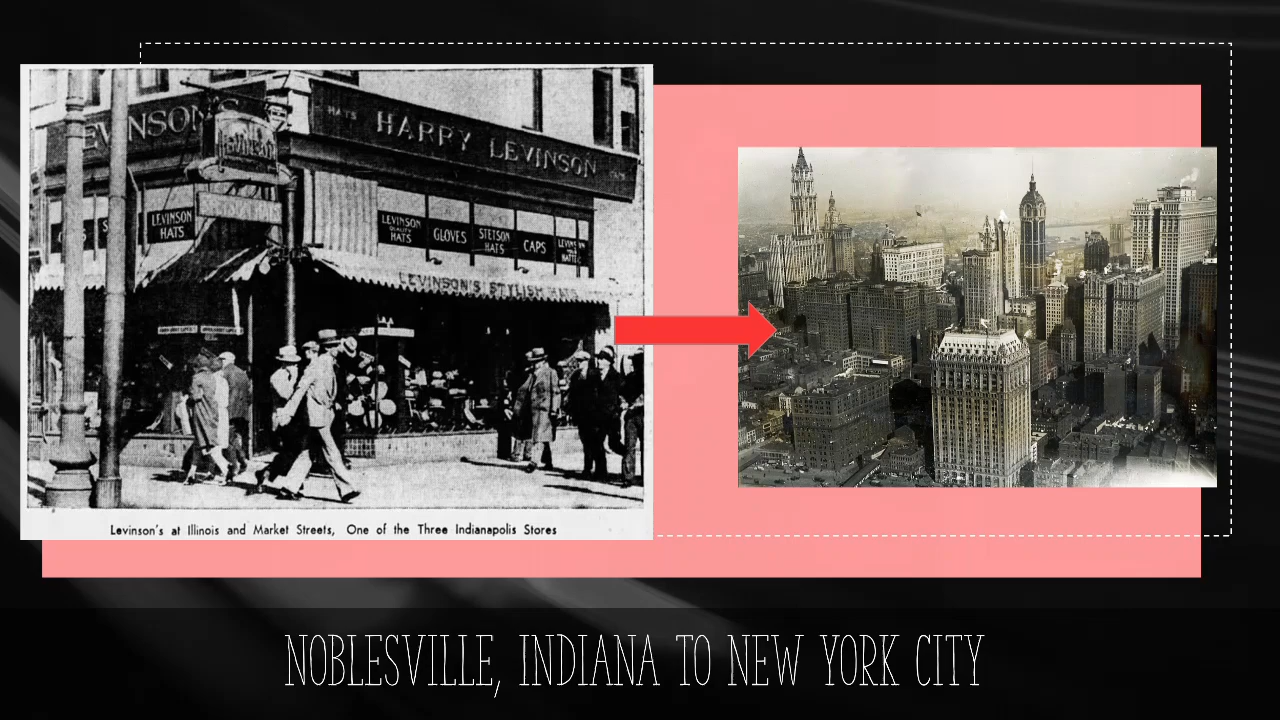 LEVINSON'S
HATS HARRY LEVINSON
LEVINSON
HATS
LEVINSON
QUALITY
HATS
GLOVES
STETSON
HATS
CAPS
LEVINSON'S STYLISH HATS
Levinson's at Illinois and Market Streets, One of the Three Indianapolis Stores
NOBLESVILLE, INDIANA TO NEW YORK CITY